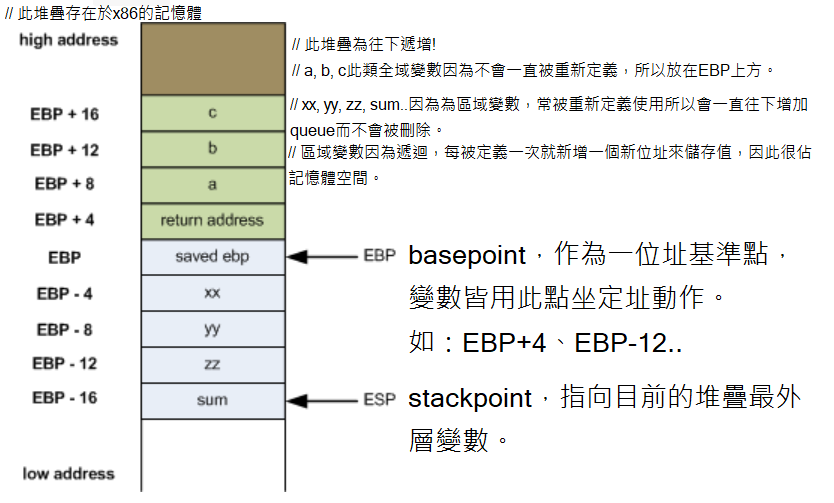 // 此堆疊存在於x86的記憶體
high address
// 此堆疊為往下遞增!
// a, b, c此類全域變數因為不會一直被重新定義，所以放在EBP上方。
EBP + 16
c
// xx, yy, zz, sum..因為為區域變數，常被重新定義使用所以會一直往下增加
queue而不會被刪除。
EBP + 12
b
// 區域變數因為遞迴，每被定義一次就新增一個新位址來儲存值，因此很佔
記憶體空間。
EBP + 8
a
EBP + 4
return address
EBP
saved ebp
EBP
basepoint，作為一位址基準點，
變數皆用此點坐定址動作。
如：EBP+4、EBP-12..
EBP - 4
xx
EBP - 8
yy
EBP - 12
zz
EBP - 16
sum
ESP
stackpoint，指向目前的堆疊最外
層變數。
low address